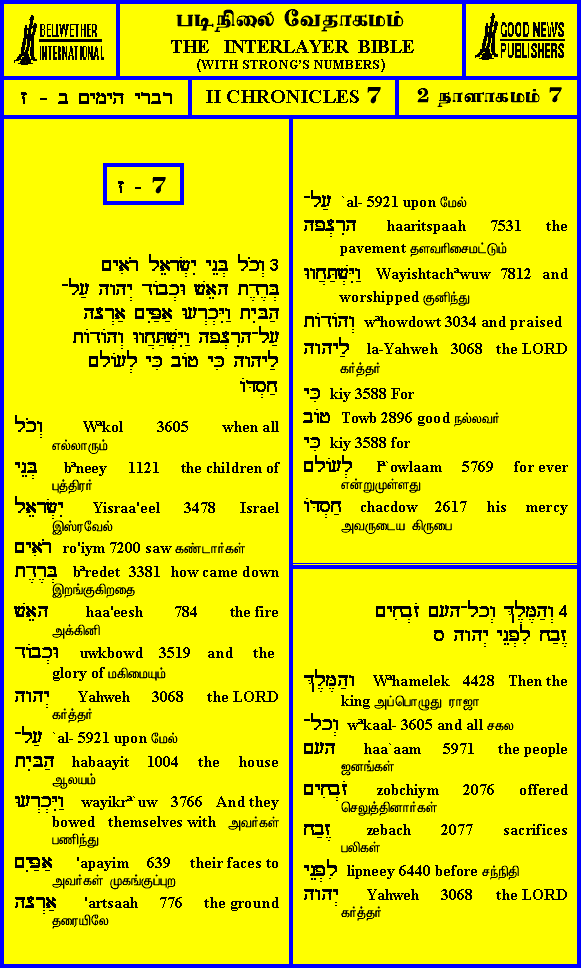 BELLWETHER
INTERNATIONAL
படிநிலை வேதாகமம்
THE INTERLAYER BIBLE
(WITH STRONG'S NUMBERS)
GOOD NEWS
PUBLISHERS
דברי הימים ב - ז
II CHRONICLES 7
2 நாளாகமம் 7
ז - 7
3 וְכֹל בְּנֵי יִשְׂרָאֵל רֹאִים
בְּרֶדֶת הָאֵשׁ וּכְבוֹד יְהוָה עַל־
הַבָּיִת וַיִּכְרְעוּ אַפַּיִם אַרְצָה
עַל־הָרִצְפָה וַיִּשְׁתַּחֲווּ וְהוֹדוֹת
לַיהוָה כִּי טוֹב כִּי לְעוֹלָם
חַסְדּוֹ
וְכֹל Wªkol 3605 when all
எல்லாரும்
בְּנֵי bªneey 1121 the children of
புத்திரர்
יִשְׂרָאֵל Yisraa'eel 3478 Israel
இஸ்ரவேல்
רֹאִים ro'iym 7200 saw கண்டார்கள்
בְּרֶדֶת bªredet 3381 how came down
இறங்குகிறதை
הָאֵשׁ haa'eesh 784 the fire
அக்கினி
וּכְבוֹד uwkbowd 3519 and the
glory of மகிமையும்
יְהוָה Yahweh 3068 the LORD
கர்த்தர்
עַל־ `al- 5921 upon மேல்
הַבָּיִת habaayit 1004 the house
ஆலயம்
וַיִּכְרְעוּ wayikrª`uw 3766 And they
bowed themselves with அவர்கள்
பணிந்து
אַפַּיִם 'apayim 639 their faces to
அவர்கள் முகங்குப்புற
אַרְצָה 'artsaah 776 the ground
தரையிலே
עַל־ `al- 5921 upon மேல்
הָרִצְפָה haaritspaah 7531 the
pavement தளவரிசைமட்டும்
וַיִּשְׁתַּחֲווּ Wayishtachªwuw 7812 and
worshipped குனிந்து
וְהוֹדוֹת wªhowdowt 3034 and praised
לַיהוָה la-Yahweh 3068 the LORD
கர்த்தர்
כִּי kiy 3588 For
טוֹב Towb 2896 good நல்லவர்
כִּי kiy 3588 for
לְעוֹלָם lª`owlaam 5769 for ever
என்றுமுள்ளது
חַסְדּוֹ chacdow 2617 his mercy
அவருடைய கிருபை
4 וְהַמֶּלֶךְ וְכָל־הָעָם זֹבְחִים
זֶבַח לִפְנֵי יְהוָה ס
וְהַמֶּלֶךְ Wªhamelek 4428 Then the
king அப்பொழுது ராஜா
וְכָל־ wªkaal- 3605 and all சகல
הָעָם haa`aam 5971 the people
ஜனங்கள்
זֹבְחִים zobchiym 2076 offered
செலுத்தினார்கள்
זֶבַח zebach 2077 sacrifices
பலிகள்
לִפְנֵי lipneey 6440 before சந்நிதி
יְהוָה Yahweh 3068 the LORD
கர்த்தர்